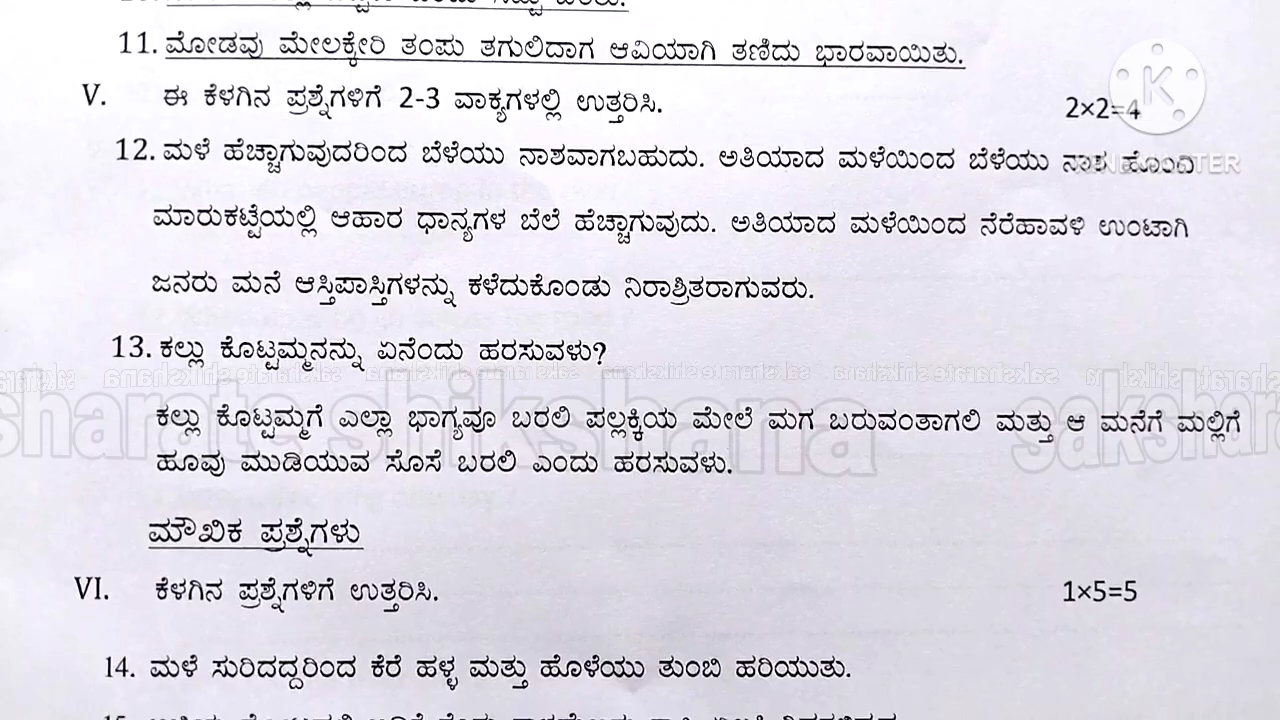 11. ಮೋಡವು ಮೇಲಕ್ಕೇರಿ ತಂಪು ತಗುಲಿದಾಗ ಆವಿಯಾಗಿ ತಣಿದು ಭಾರವಾಯಿತು.
V. ಈ ಕೆಳಗಿನ ಪ್ರಶ್ನೆಗಳಿಗೆ 2-3 ವಾಕ್ಯಗಳಲ್ಲಿ ಉತ್ತರಿಸಿ. 2×2=4
12. ಮಳೆ ಹೆಚ್ಚಾಗುವುದರಿಂದ ಬೆಳೆಯು ನಾಶವಾಗಬಹುದು. ಅತಿಯಾದ ಮಳೆಯಿಂದ ಬೆಳೆಯು ನಾಶ ಹೊಂದಿ
ಮಾರುಕಟ್ಟೆಯಲ್ಲಿ ಆಹಾರ ಧಾನ್ಯಗಳ ಬೆಲೆ ಹೆಚ್ಚಾಗುವುದು. ಅತಿಯಾದ ಮಳೆಯಿಂದ ನೆರೆಹಾವಳಿ ಉಂಟಾಗಿ
ಜನರು ಮನೆ ಆಸ್ತಿಪಾಸ್ತಿಗಳನ್ನು ಕಳೆದುಕೊಂಡು ನಿರಾಶ್ರಿತರಾಗುವರು.
13. ಕಲ್ಲು ಕೊಟ್ಟಮ್ಮನನ್ನು ಏನೆಂದು ಹರಸುವಳು?
sharate shikshana saksharate
ಕಲ್ಲು ಕೊಟ್ಟಮ್ಮಗೆ ಎಲ್ಲಾ ಭಾಗ್ಯವೂ ಬರಲಿ ಪಲ್ಲಕ್ಕಿಯ ಮೇಲೆ ಮಗ ಬರುವಂತಾಗಲಿ ಮತ್ತು ಆ ಮನೆಗೆ ಮಲ್ಲಿಗೆ
ಹೂವು ಮುಡಿಯುವ ಸೊಸೆ ಬರಲಿ ಎಂದು ಹರಸುವಳು.
ಮೌಖಿಕ ಪ್ರಶ್ನೆಗಳು
VI. ಕೆಳಗಿನ ಪ್ರಶ್ನೆಗಳಿಗೆ ಉತ್ತರಿಸಿ. 1×5=5
14. ಮಳೆ ಸುರಿದದ್ದರಿಂದ ಕೆರೆ ಹಳ್ಳ ಮತ್ತು ಹೊಳೆಯು ತುಂಬಿ ಹರಿಯುತು.